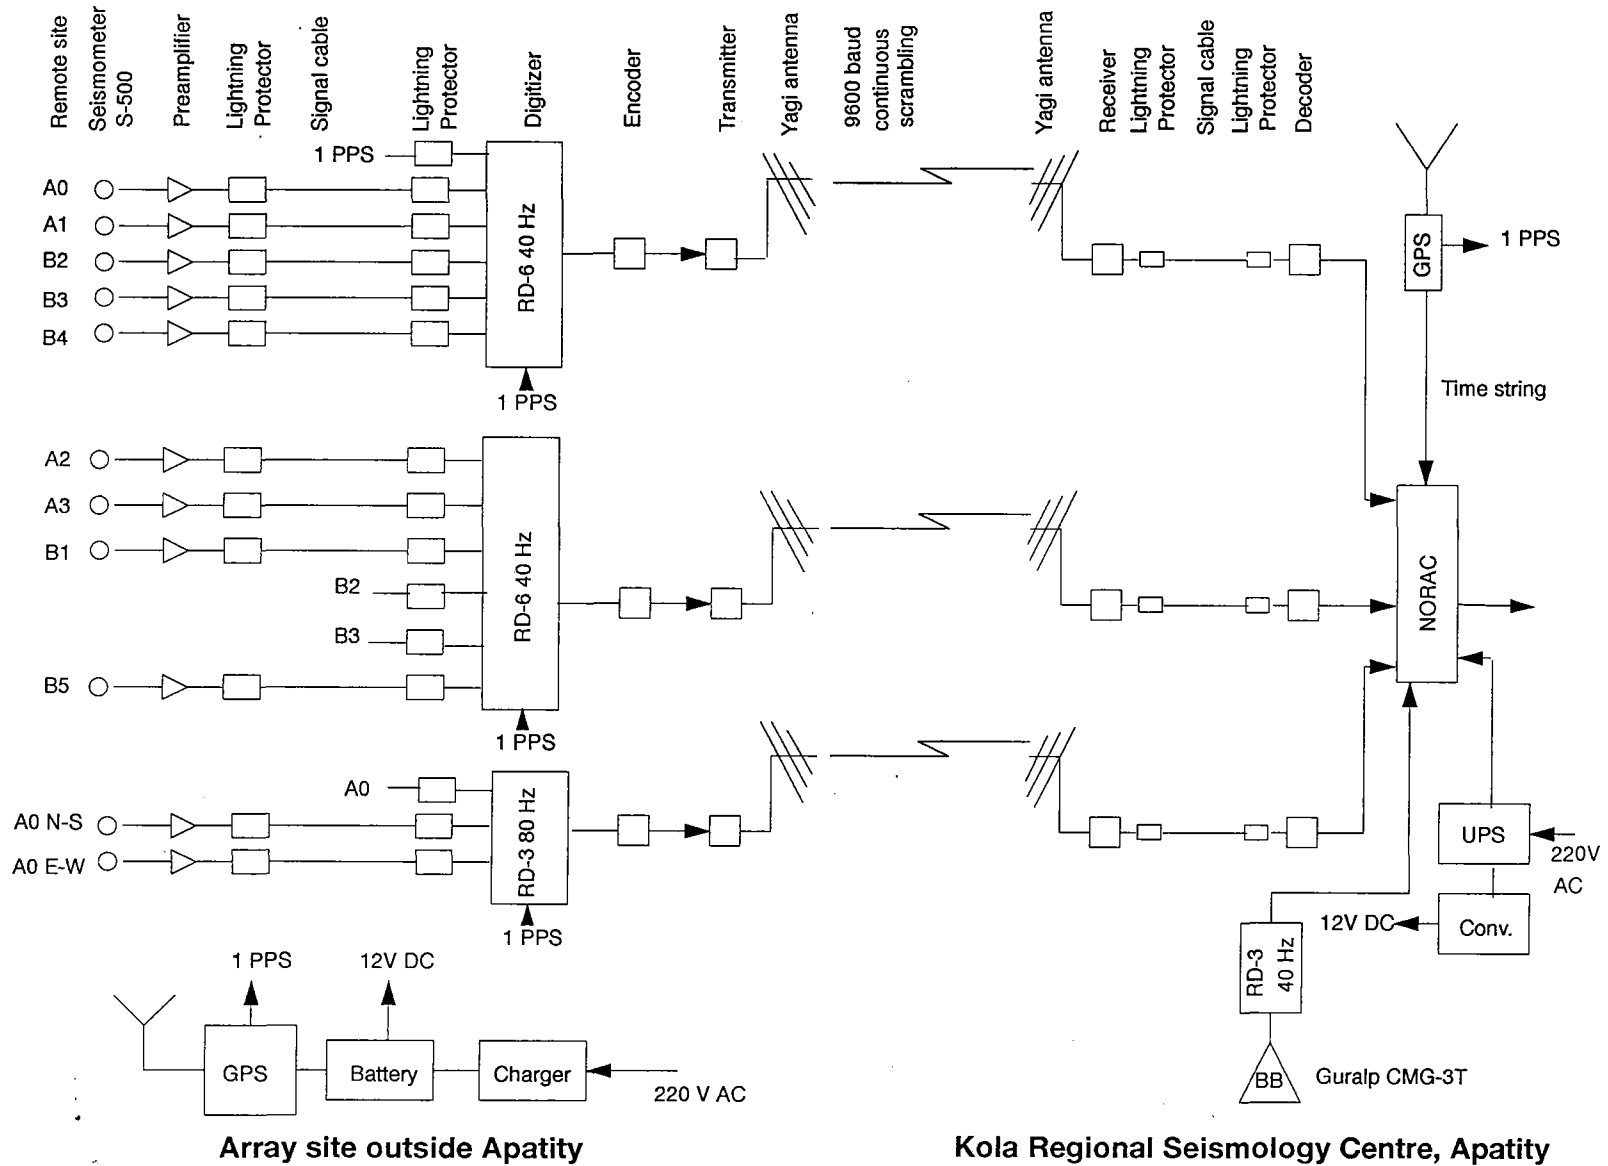 Remote site
Seismometer
S-500
Preamplifier
Lightning
Protector
Signal cable
Lightning
Protector
Digitizer
Encoder
Transmitter
Yagi antenna
9600 baud
continuous
scrambling
Yagi antenna
Receiver
Lightning
Protector
Signal cable
Lightning
Protector
Decoder
1 PPS
A0
A1
B2
B3
B4
RD-6 40 Hz
1 PPS
GPS
1 PPS
Time string
A2
A3
B1
B2
B3
B5
RD-6 40 Hz
1 PPS
NORAC
A0
A0 N-S
A0 E-W
RD-3 80 Hz
1 PPS
UPS
220V
AC
12V DC
Conv.
RD-3
40 Hz
BB
Guralp CMG-3T
1 PPS
12V DC
GPS
Battery
Charger
220 V AC
Array site outside Apatity
Kola Regional Seismology Centre, Apatity